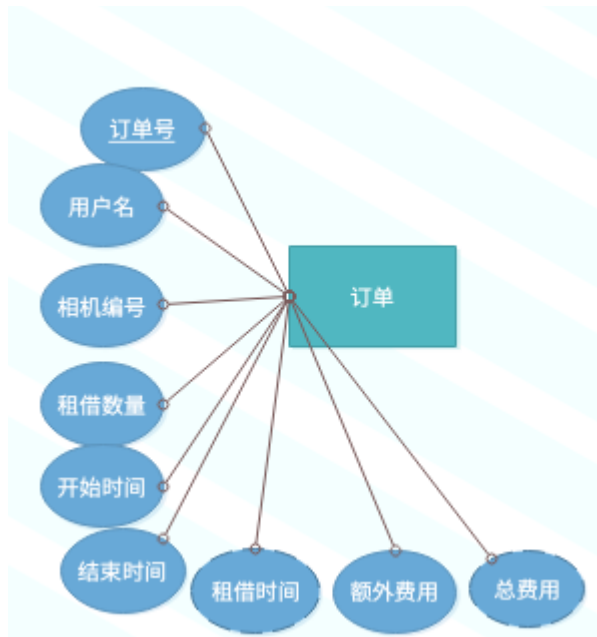 订单号
用户名
相机编号
订单
租借数量
开始时间
结束时间
租借时间
额外费用
总费用